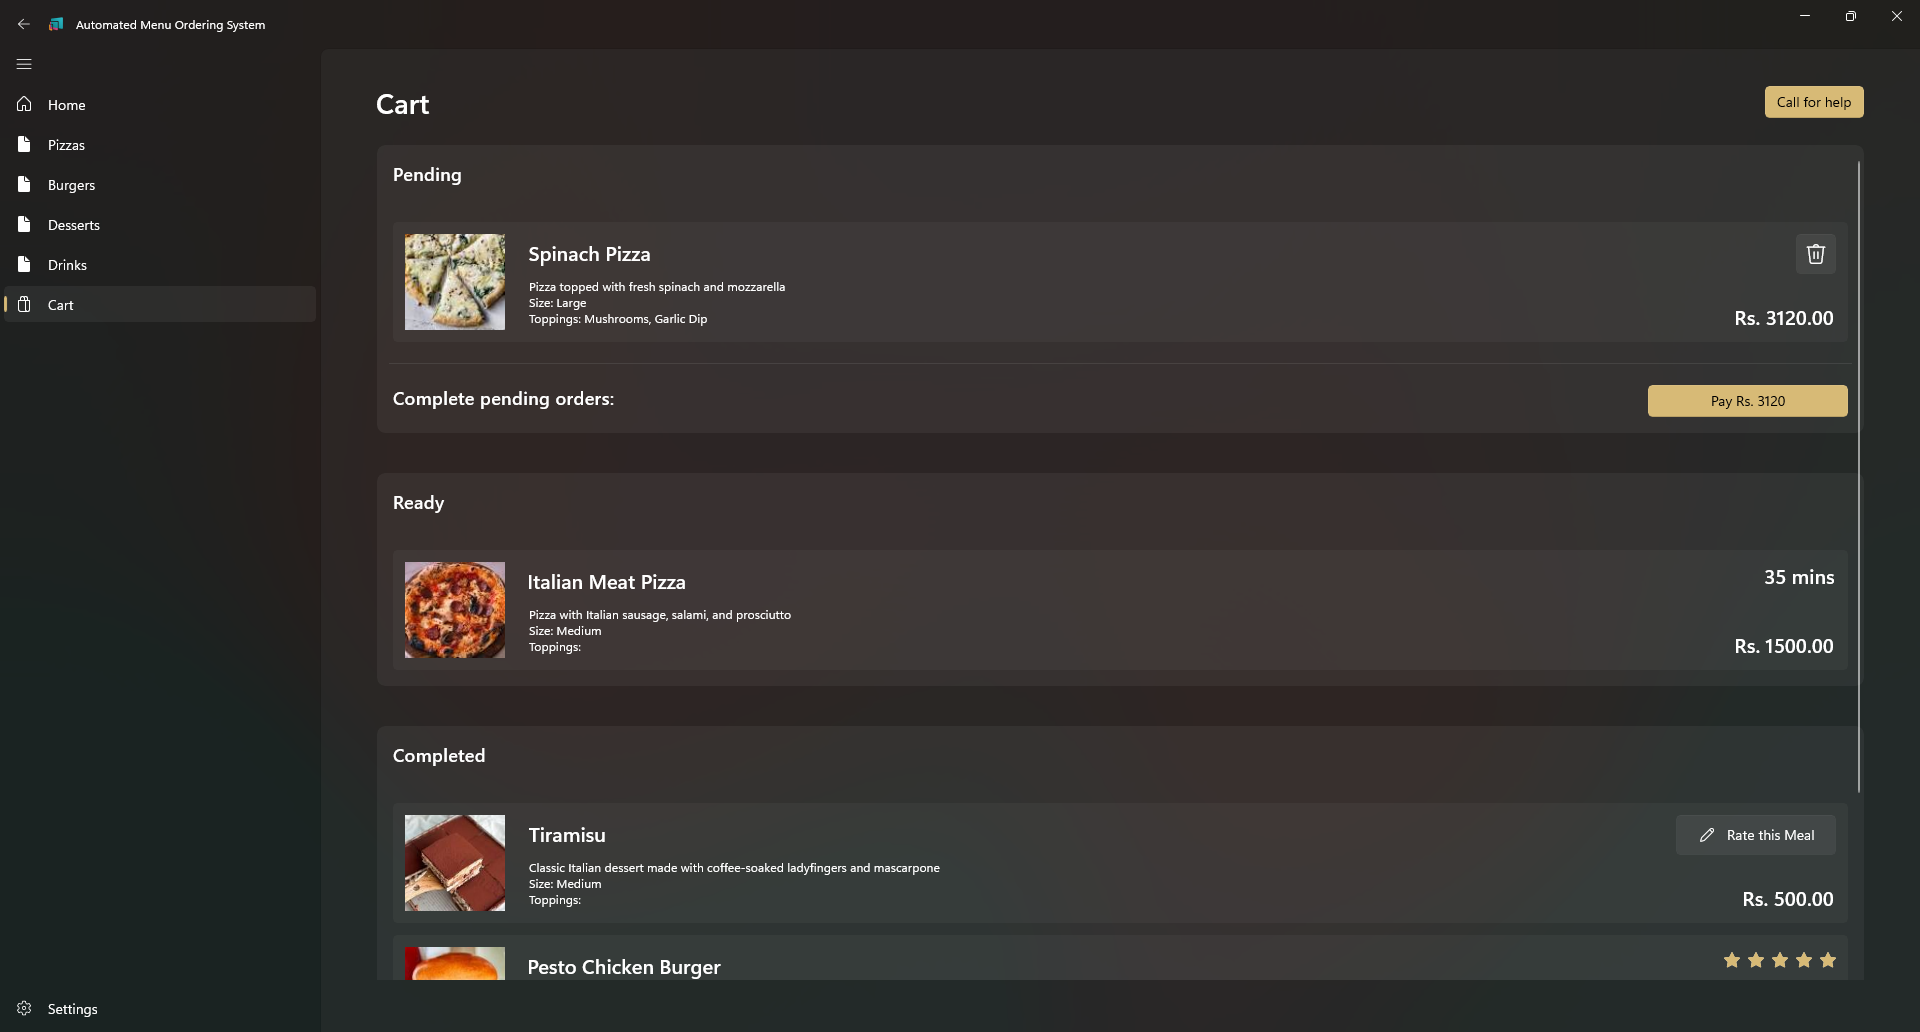 Automated Menu Ordering System
Home
Pizzas
Burgers
Desserts
Drinks
Cart
Settings
Cart
Call for help
Pending
Spinach Pizza
Pizza topped with fresh spinach and mozzarella
Size: Large
Toppings: Mushrooms, Garlic Dip
Rs. 3120.00
Complete pending orders:
Pay Rs. 3120
Ready
Italian Meat Pizza
35 mins
Pizza with Italian sausage, salami, and prosciutto
Size: Medium
Toppings:
Rs. 1500.00
Completed
Tiramisu
Rate this Meal
Classic Italian dessert made with coffee-soaked ladyfingers and mascarpone
Size: Medium
Toppings:
Rs. 500.00
Pesto Chicken Burger